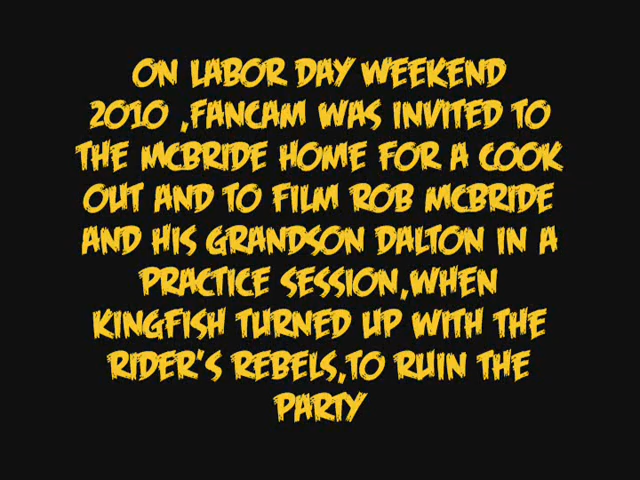 ON LABOR DAY WEEKEND
2010 ,FANCAM WAS INVITED TO
THE MCBRIDE HOME FOR A COOK
OUT AND TO FILM ROB MCBRIDE
AND HIS GRANDSON DALTON IN A
PRACTICE SESSION,WHEN
KINGFISH TURNED UP WITH THE
RIDER'S REBELS,TO RUIN THE
PARTY